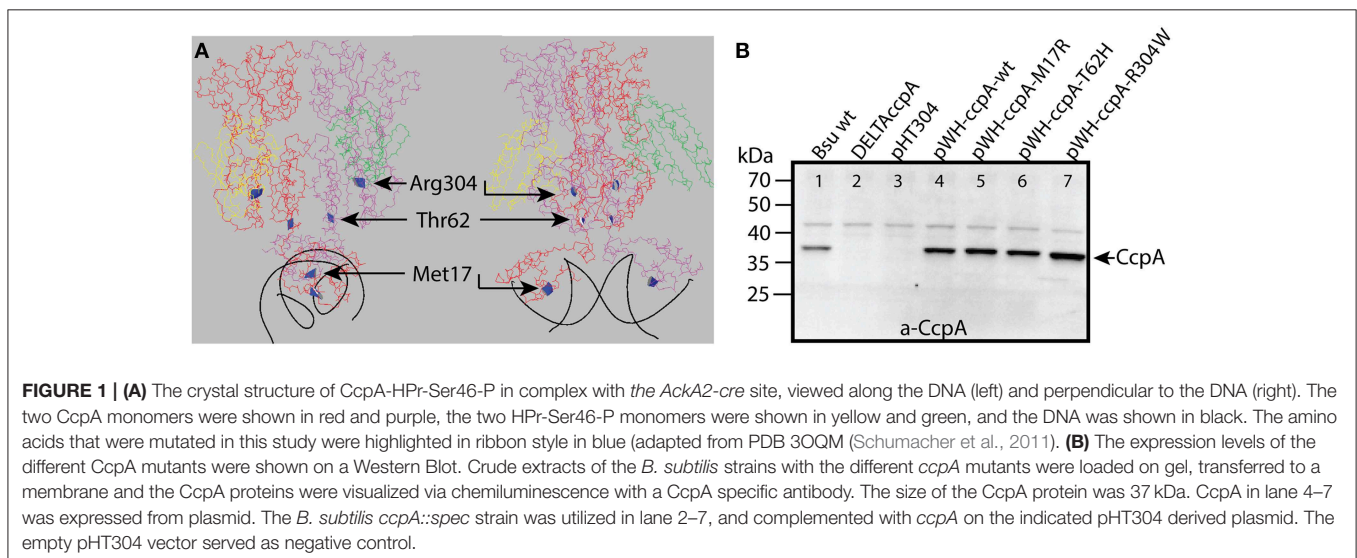 A
Arg304
Thr62
Met17
B
Bsu wt
DELTAccpA
pHT304
pWH-ccpA-wt
pWH-ccpA-M17R
pWH-ccpA-T62H
pWH-ccpA-R304W
kDa
1 2 3 4 5 6 7
70
50
40
35
25
CcpA
a-CcpA
FIGURE 1 | (A) The crystal structure of CcpA-HPr-Ser46-P in complex with the AckA2-cre site, viewed along the DNA (left) and perpendicular to the DNA (right). The
two CcpA monomers were shown in red and purple, the two HPr-Ser46-P monomers were shown in yellow and green, and the DNA was shown in black. The amino
acids that were mutated in this study were highlighted in ribbon style in blue (adapted from PDB 3OQM (Schumacher et al., 2011). (B) The expression levels of the
different CcpA mutants were shown on a Western Blot. Crude extracts of the B. subtilis strains with the different ccpA mutants were loaded on gel, transferred to a
membrane and the CcpA proteins were visualized via chemiluminescence with a CcpA specific antibody. The size of the CcpA protein was 37 kDa. CcpA in lane 4–7
was expressed from plasmid. The B. subtilis ccpA::spec strain was utilized in lane 2–7, and complemented with ccpA on the indicated pHT304 derived plasmid. The
empty pHT304 vector served as negative control.